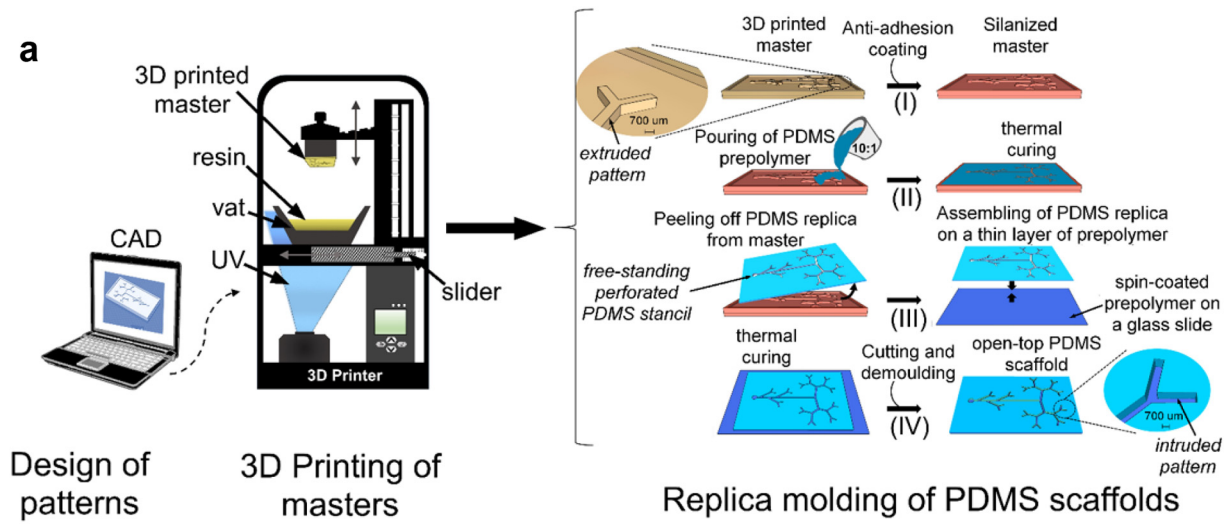 a
3D printed
master
resin
vat
UV
slider
CAD
3D Printer
Design of
patterns
3D Printing of
masters
3D printed
master
Anti-adhesion
coating
(I)
Silanized
master
700 um
extruded
pattern
Pouring of PDMS
prepolymer
10:1
(II)
thermal
curing
Peeling off PDMS replica
from master
free-standing
perforated
PDMS stencil
(III)
Assembling of PDMS replica
on a thin layer of prepolymer
spin-coated
prepolymer on
a glass slide
thermal
curing
Cutting and
demoulding
(IV)
open-top PDMS
scaffold
700 um
intruded
pattern
Replica molding of PDMS scaffolds